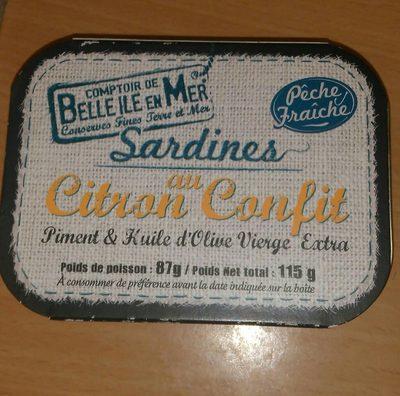 COMPTOIR DE
BELLE ILE EN MER
Conserves Fines Terre et Mer
Pêche
Fraîche
Sardines
au
Citron Confit
Piment & Huile d'Olive Vierge Extra
Poids de poisson : 87g / Poids Net total : 115 g
A consommer de préférence avant la date indiquée sur la boîte